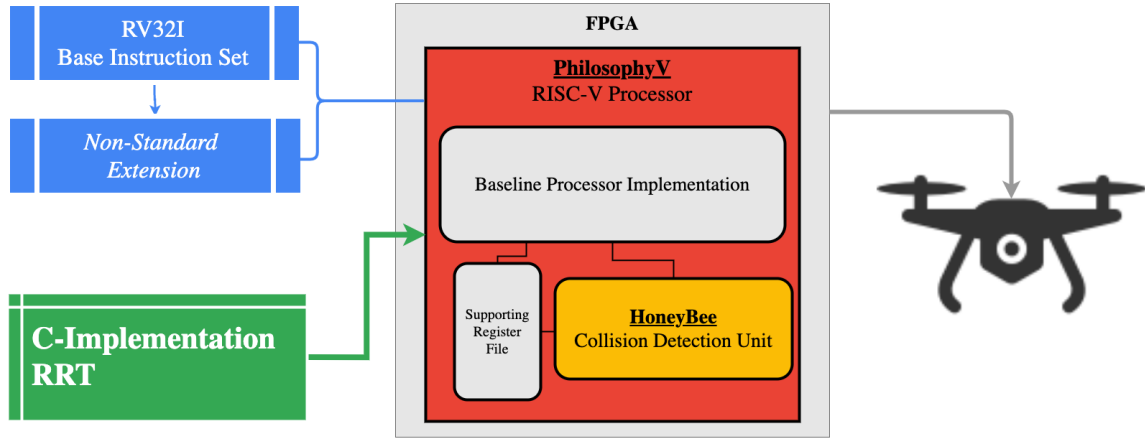 RV32I
Base Instruction Set
Non-Standard
Extension
C-Implementation
RRT
FPGA
PhilosophyV
RISC-V Processor
Baseline Processor Implementation
Supporting
Register
File
HoneyBee
Collision Detection Unit